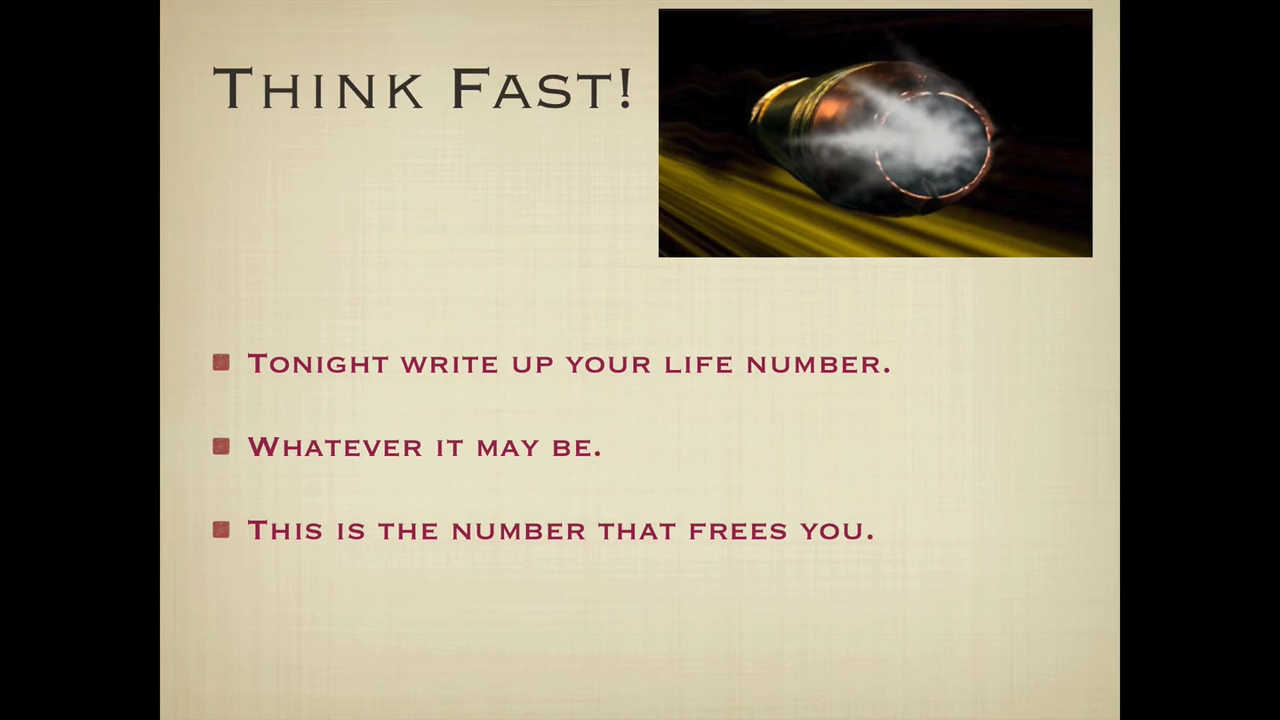 Think Fast!
Tonight write up your life number.
Whatever it may be.
This is the number that frees you.